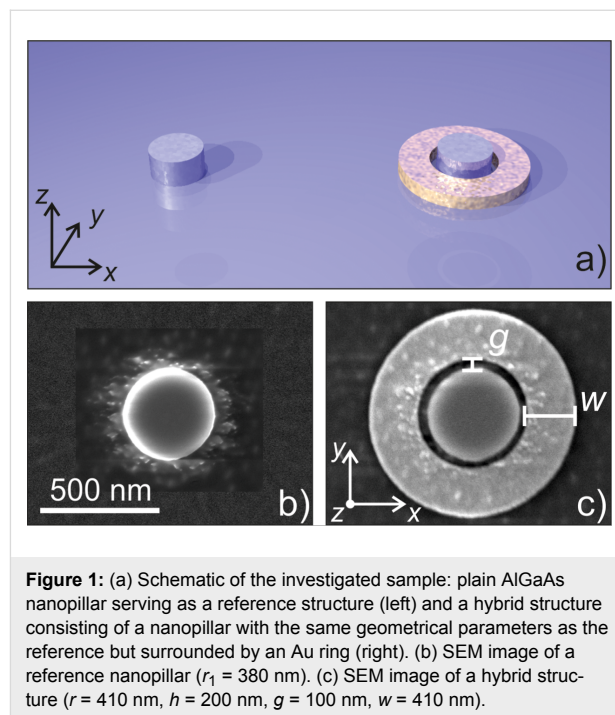 z
y
x
a)
g
w
500 nm
b)
y
z
x
c)
Figure 1: (a) Schematic of the investigated sample: plain AlGaAs
nanopillar serving as a reference structure (left) and a hybrid structure
consisting of a nanopillar with the same geometrical parameters as the
reference but surrounded by an Au ring (right). (b) SEM image of a
reference nanopillar (r1 = 380 nm). (c) SEM image of a hybrid struc-
ture (r = 410 nm, h = 200 nm, g = 100 nm, w = 410 nm).